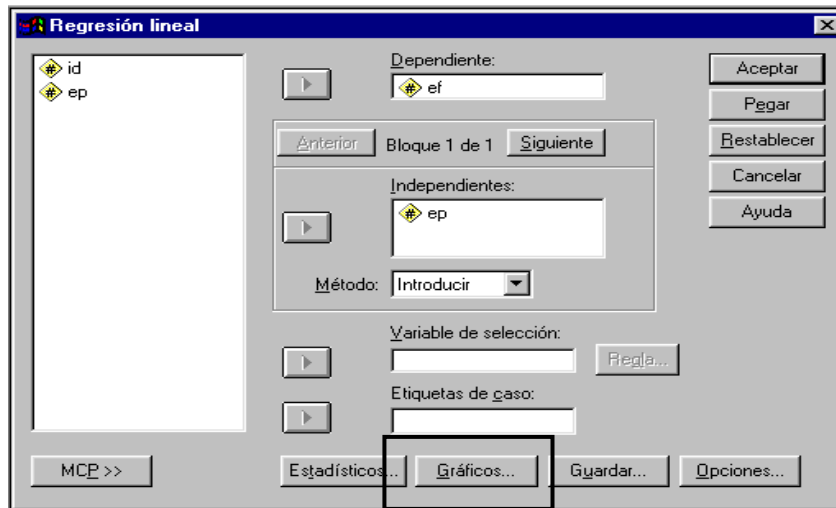 Regresión lineal
id
ep
Dependiente:
ef
Anterior
Bloque 1 de 1
Siguiente
Independientes:
ep
Método:
Introducir
Variable de selección:
Regla...
Etiquetas de caso:
MCP >>
Estadísticos...
Gráficos...
Guardar...
Opciones...
Aceptar
Pegar
Restablecer
Cancelar
Ayuda